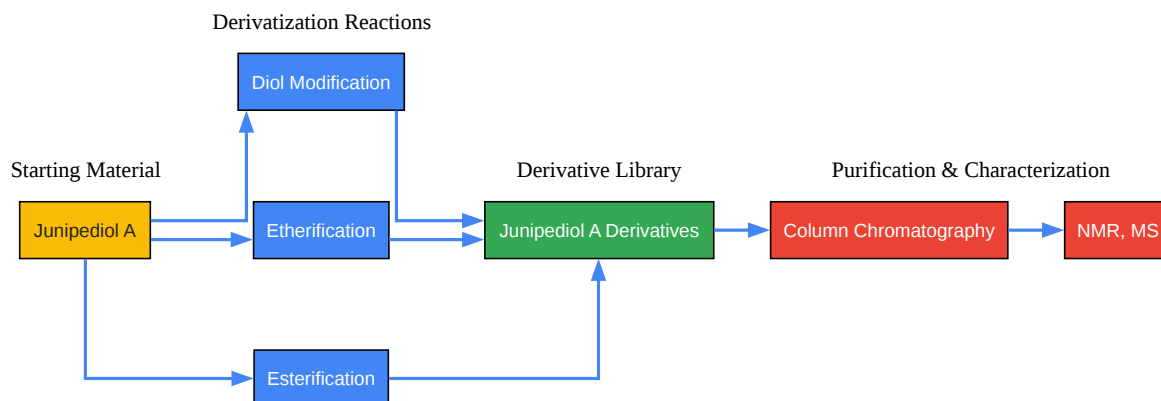 Derivatization Reactions
Diol Modification
Starting Material
Derivative Library
Purification & Characterization
Junipediol A
Etherification
Junipediol A Derivatives
Column Chromatography
NMR, MS
Esterification